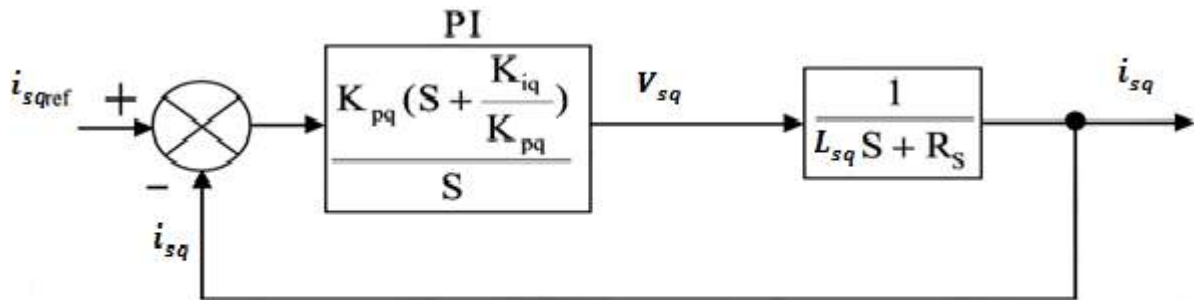 PI
i_sqref
+
−
K_pq (S + K_iq / K_pq)
S
V_sq
1
L_sq S + R_S
i_sq
i_sq